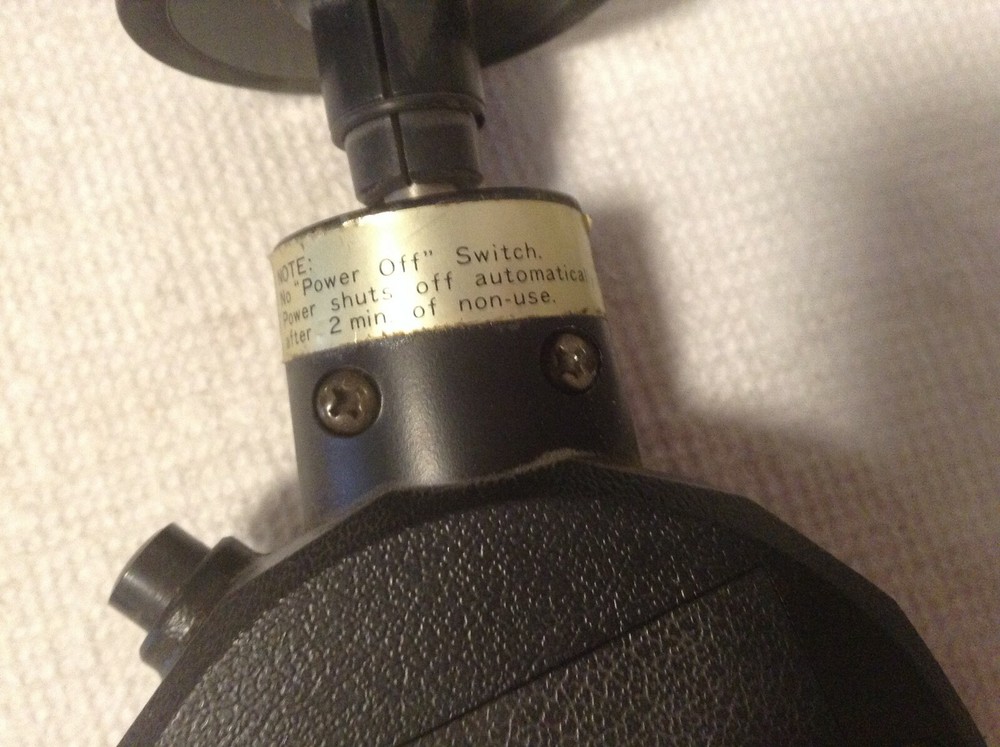 NOTE:
No "Power Off" Switch.
Power shuts off automatica
after 2 min of non-use.